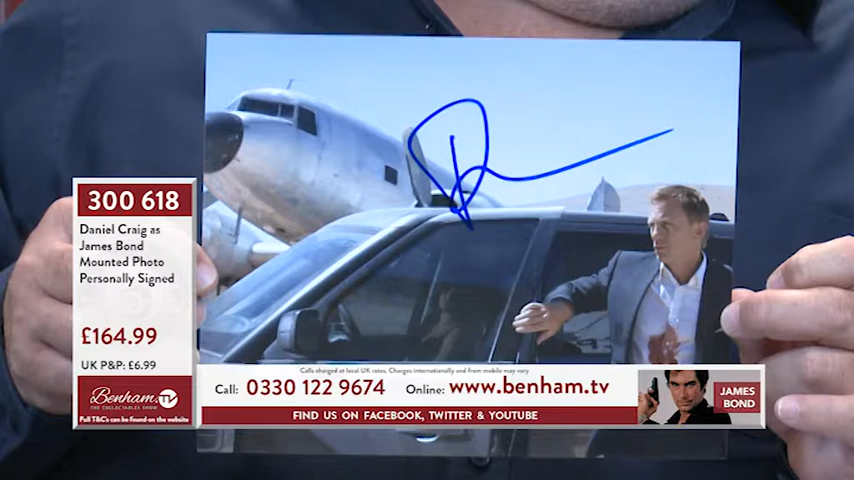 300 618
Daniel Craig as
James Bond
Mounted Photo
Personally Signed
£164.99
UK P&P: £6.99
Benham.TV
THE COLLECTABLES SHOW
Full T&C's can be found on the website
Calls charged at local UK rates. Charges internationally and from mobile may vary
Call: 0330 122 9674 Online: www.benham.tv
FIND US ON FACEBOOK, TWITTER & YOUTUBE
JAMES
BOND